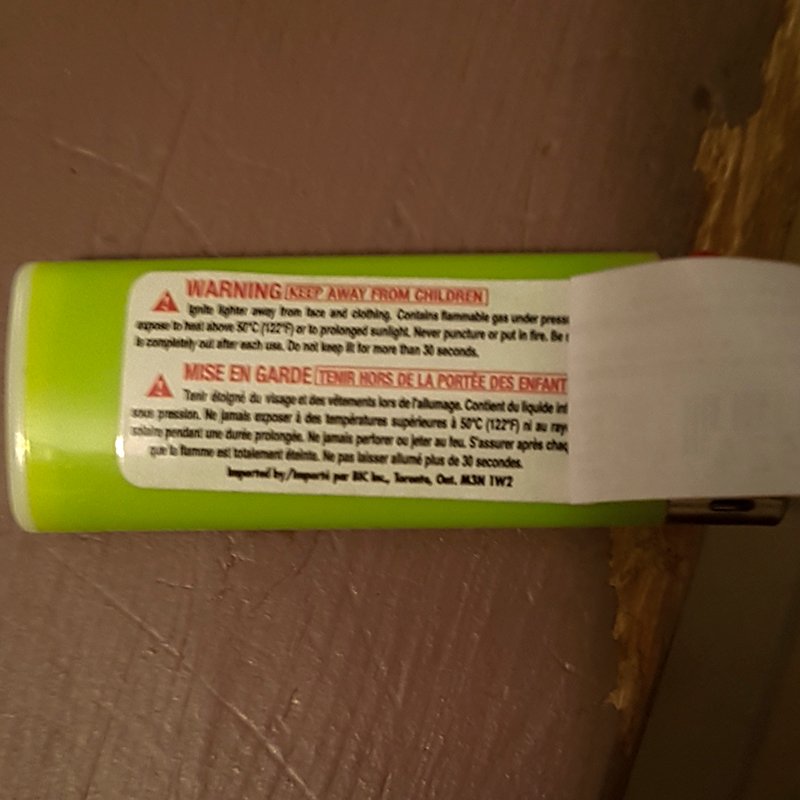 WARNING KEEP AWAY FROM CHILDREN
Ignite lighter away from face and clothing. Contains flammable gas under
expose to heat above 50°C (122°F) or to prolonged sunlight. Never puncture or put in fire. Be
is completely out after each use. Do not keep lit for more than 30 seconds.
MISE EN GARDE TENIR HORS DE LA PORTÉE DES ENFANT
Tenir éloigné du visage et des vêtements lors de l'allumage. Contient du liquide
sous pression. Ne jamais exposer à des températures supérieures à 50°C (122°F) ni au
solaire pendant une durée prolongée. Ne jamais perforer ou jeter au feu. S'assurer après
que la flamme est totalement éteinte. Ne pas laisser allumé plus de 30 secondes.
Imported by/Importé par BIC Inc., Toronto, Ont. M3N 1W2